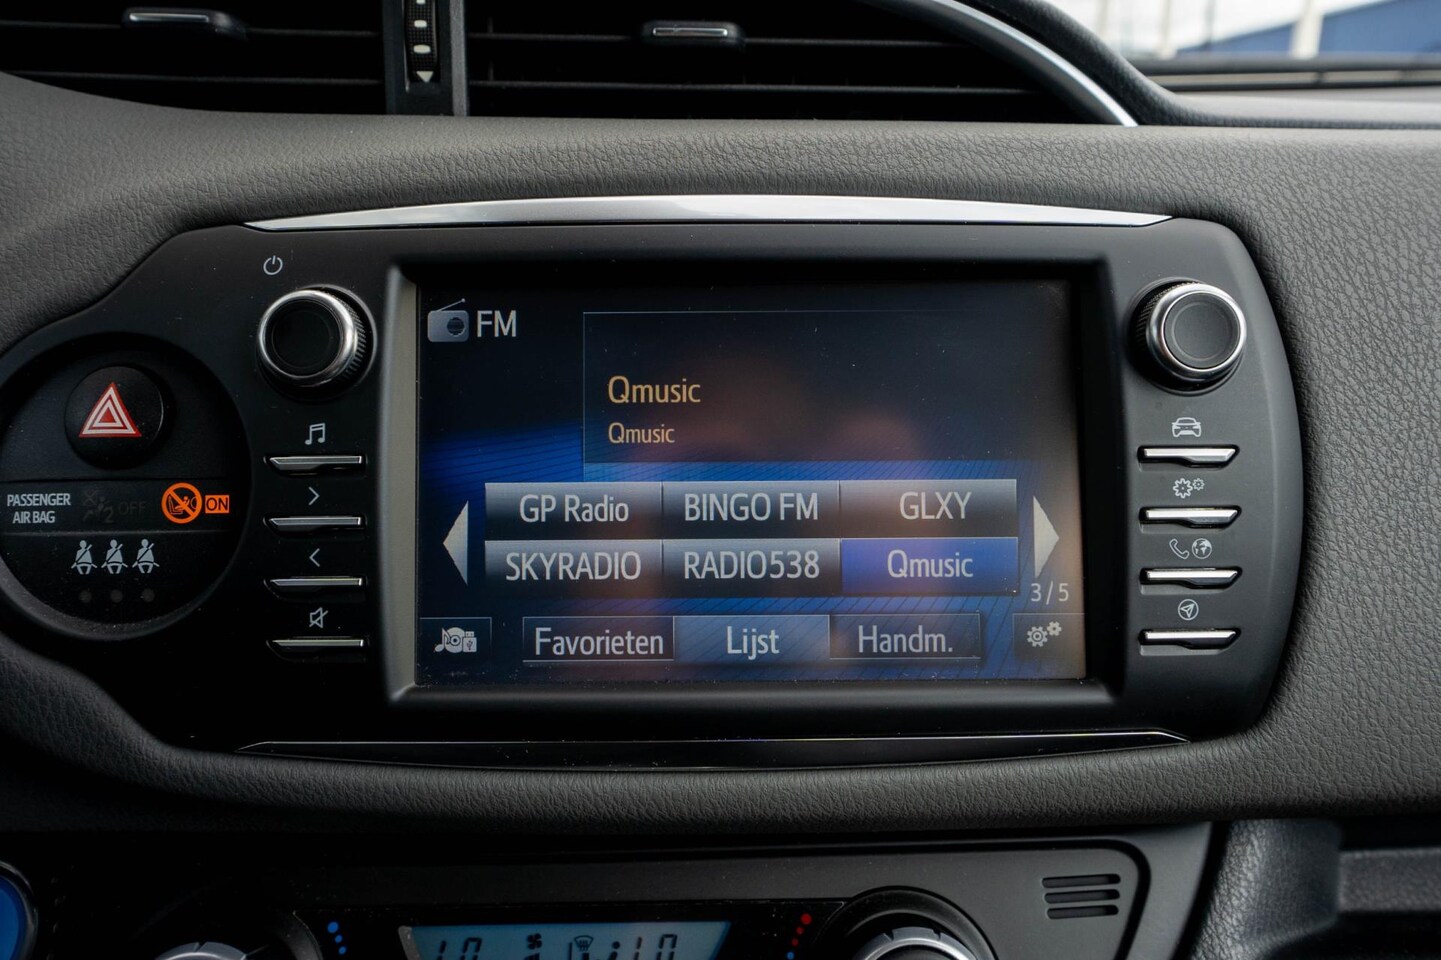 FM
Qmusic
Qmusic
GP Radio BINGO FM GLXY
SKYRADIO RADIO538 Qmusic
3/5
Favorieten Lijst Handm.
PASSENGER
AIR BAG
2 OFF
ON